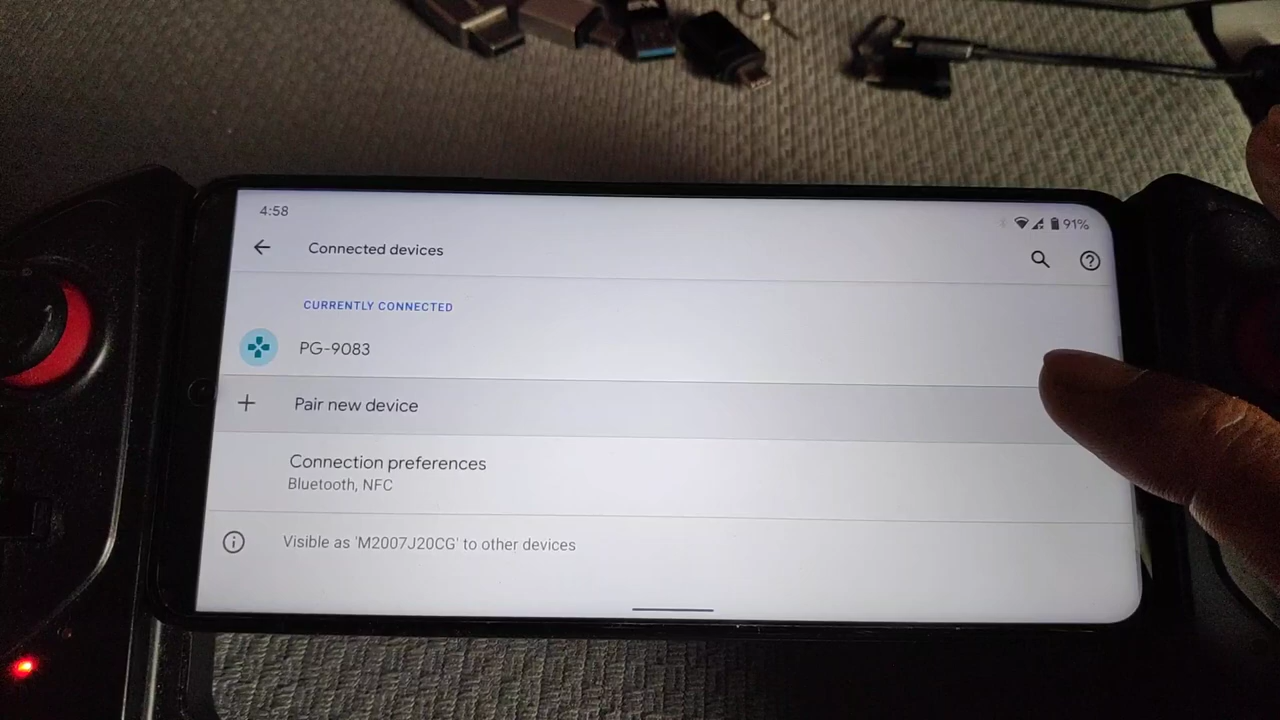 4:58
91%
Connected devices
CURRENTLY CONNECTED
PG-9083
Pair new device
Connection preferences
Bluetooth, NFC
Visible as 'M2007J20CG' to other devices